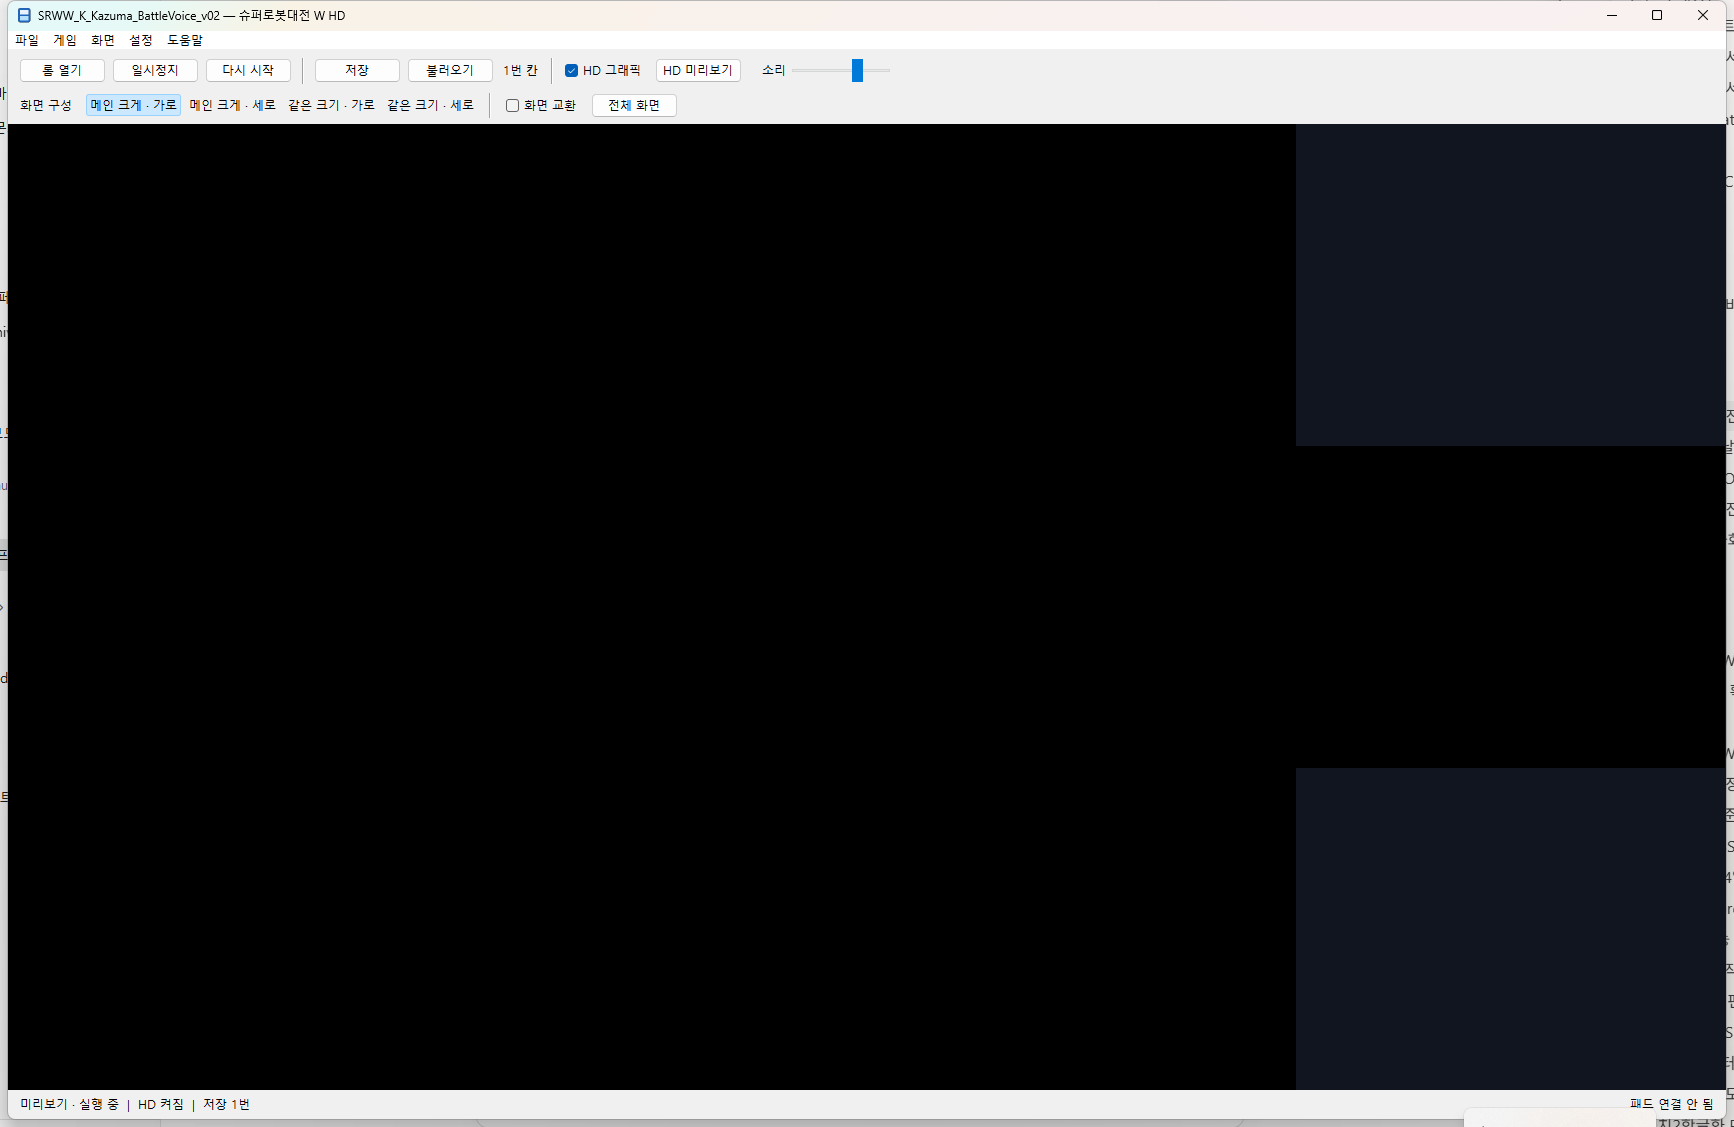 SRWW_K_Kazuma_BattleVoice_v02 — 슈퍼로봇대전 W HD
파일 게임 화면 설정 도움말
롬 열기 일시정지 다시 시작 저장 불러오기 1번 칸 HD 그래픽 HD 미리보기 소리
화면 구성 메인 크게 · 가로 메인 크게 · 세로 같은 크기 · 가로 같은 크기 · 세로 화면 교환 전체 화면
미리보기 · 실행 중 | HD 켜짐 | 저장 1번 패드 연결 안 됨